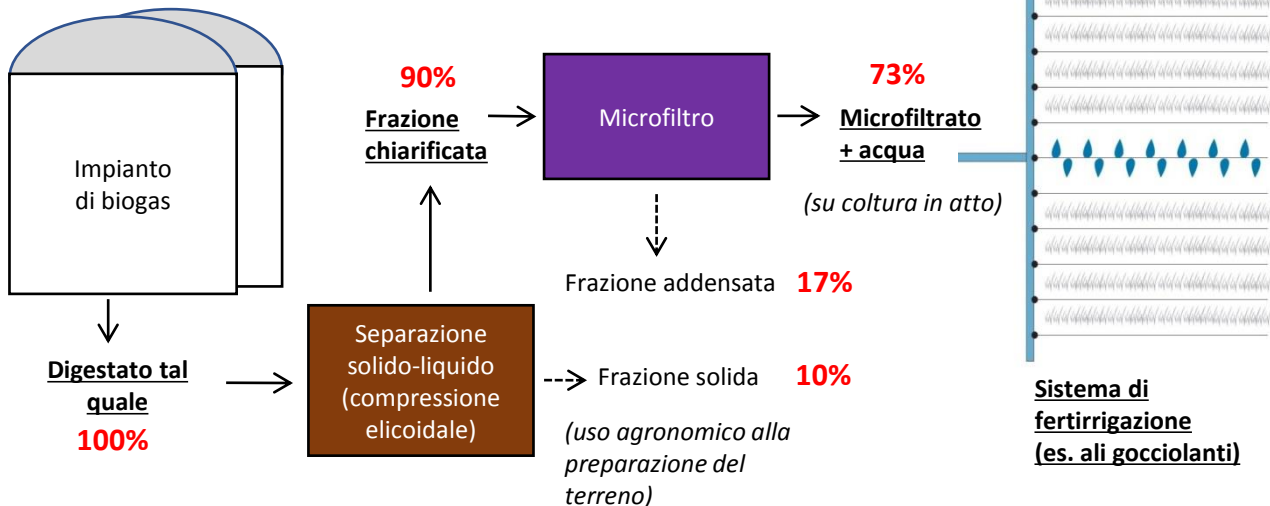 Impianto
di biogas
Digestato tal
quale
100%
Separazione
solido-liquido
(compressione
elicoidale)
90%
Frazione
chiarificata
Microfiltro
Frazione addensata 17%
Frazione solida 10%
(uso agronomico alla
preparazione del
terreno)
73%
Microfiltrato
+ acqua
(su coltura in atto)
Sistema di
fertirrigazione
(es. ali gocciolanti)